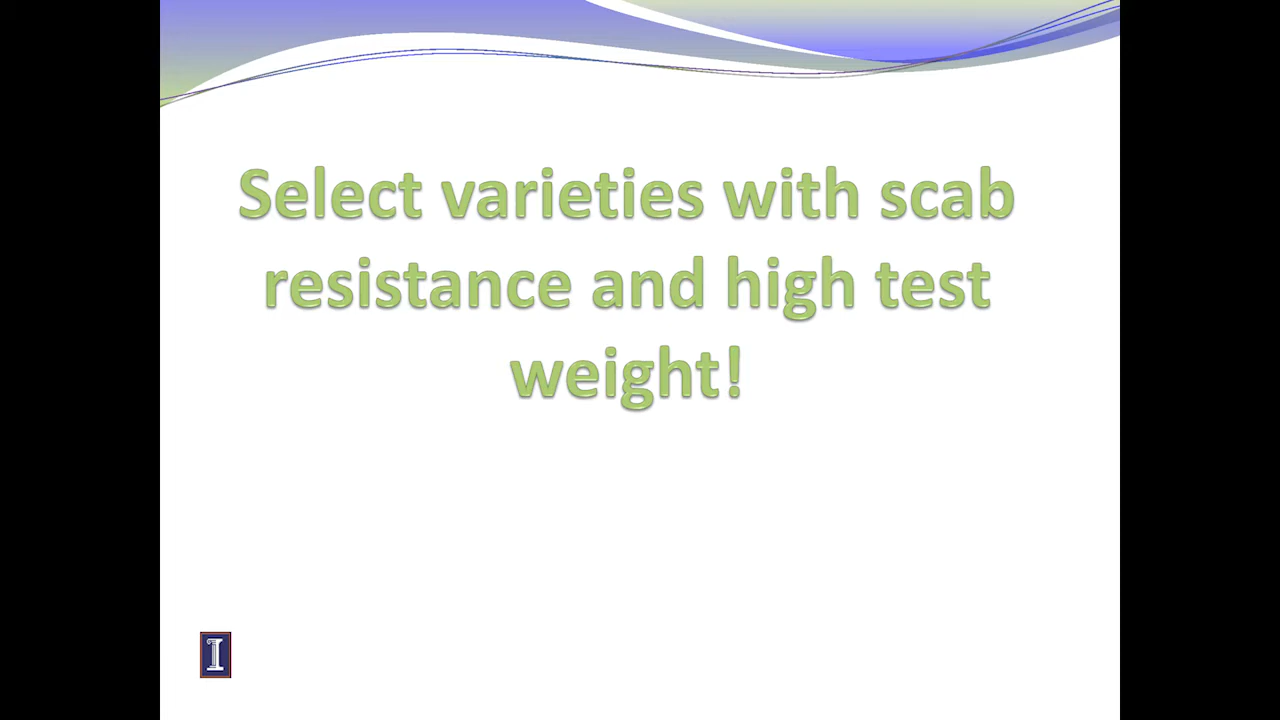 Select varieties with scab
resistance and high test
weight!
I